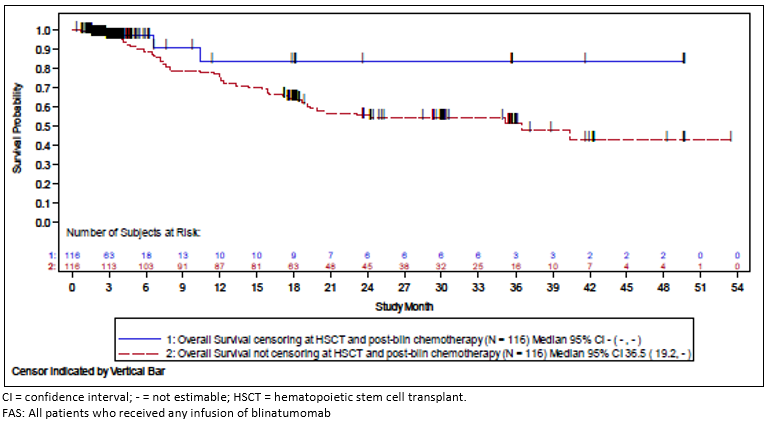 1.0
0.9
0.8
0.7
0.6
0.5
0.4
0.3
0.2
0.1
0.0
Survival Probability
Number of Subjects at Risk:
1: 116 63 18 13 10 10 9 7 6 6 6 6 3 3 2 2 2 0 0
2: 116 113 103 91 87 81 63 48 45 38 32 25 16 10 7 4 4 1 0
0 3 6 9 12 15 18 21 24 27 30 33 36 39 42 45 48 51 54
Study Month
1: Overall Survival censoring at HSCT and post-blin chemotherapy (N = 116) Median 95% CI - ( - , - )
2: Overall Survival not censoring at HSCT and post-blin chemotherapy (N = 116) Median 95% CI 36.5 ( 19.2, - )
Censor indicated by Vertical Bar
CI = confidence interval; - = not estimable; HSCT = hematopoietic stem cell transplant.
FAS: All patients who received any infusion of blinatumomab